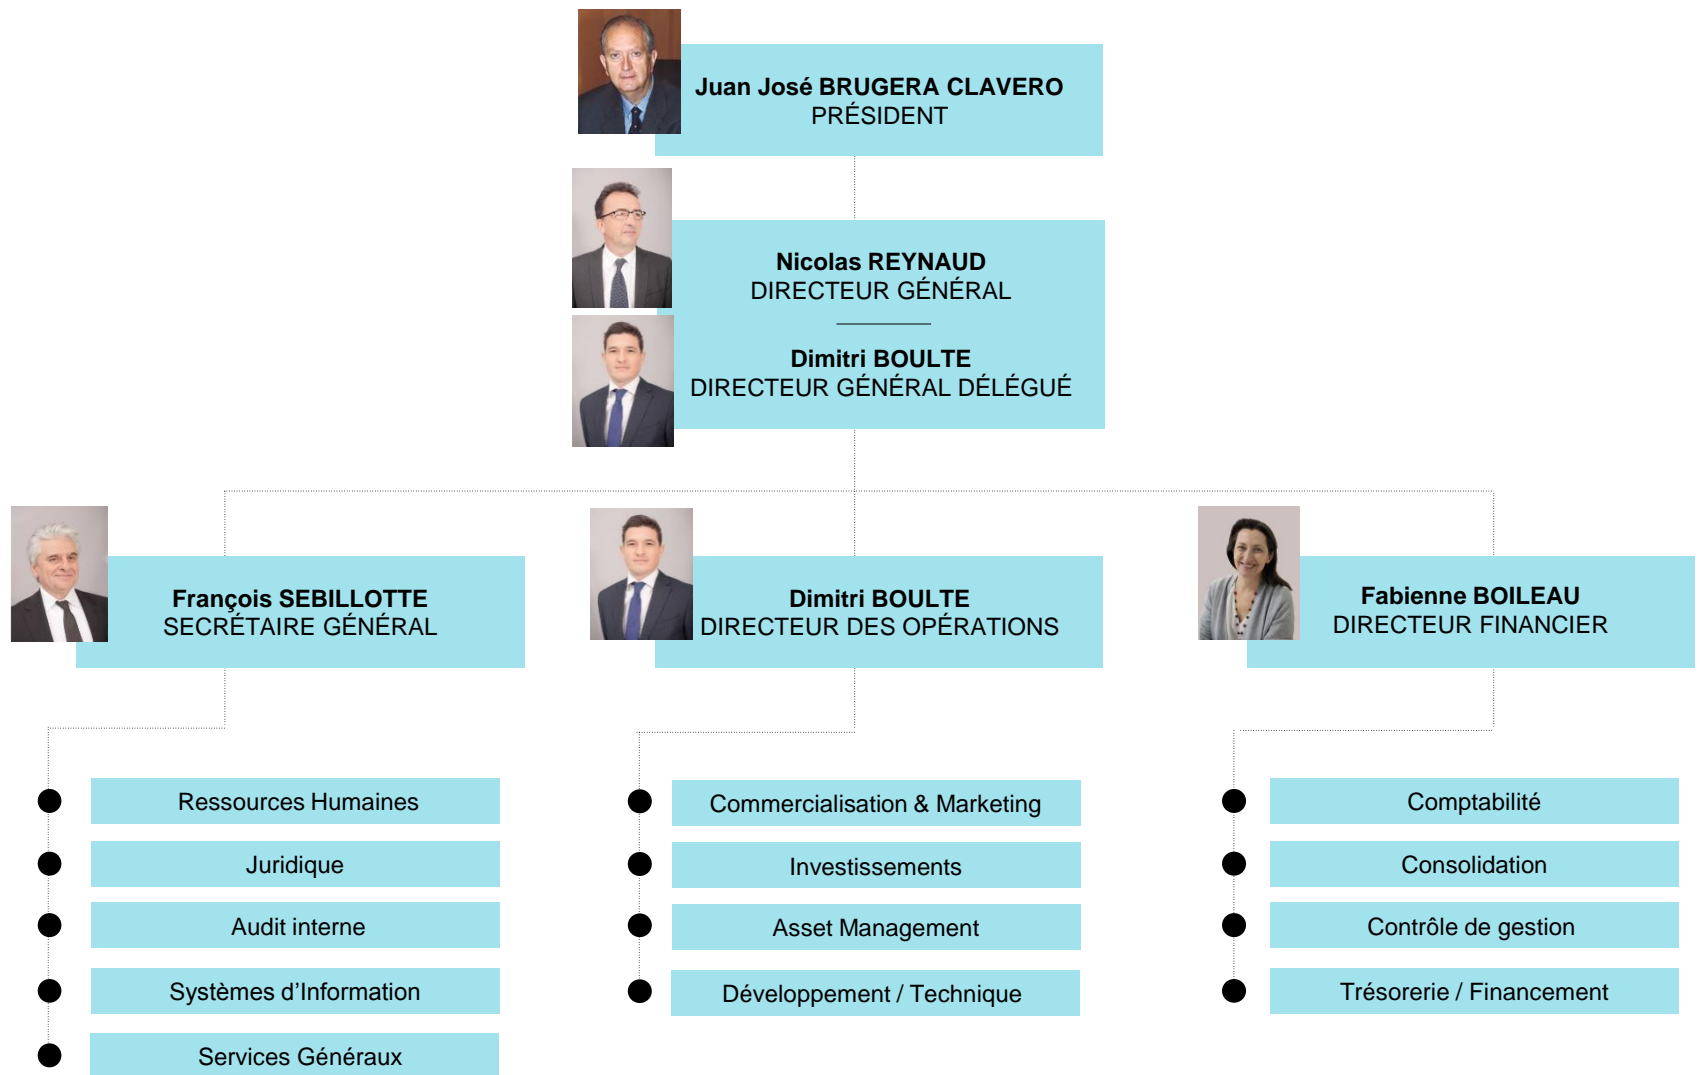 Juan José BRUGERA CLAVERO
PRÉSIDENT
Nicolas REYNAUD
DIRECTEUR GÉNÉRAL
Dimitri BOULTE
DIRECTEUR GÉNÉRAL DÉLÉGUÉ
François SEBILLOTTE
SECRÉTAIRE GÉNÉRAL
Dimitri BOULTE
DIRECTEUR DES OPÉRATIONS
Fabienne BOILEAU
DIRECTEUR FINANCIER
Ressources Humaines
Juridique
Audit interne
Systèmes d’Information
Services Généraux
Commercialisation & Marketing
Investissements
Asset Management
Développement / Technique
Comptabilité
Consolidation
Contrôle de gestion
Trésorerie / Financement